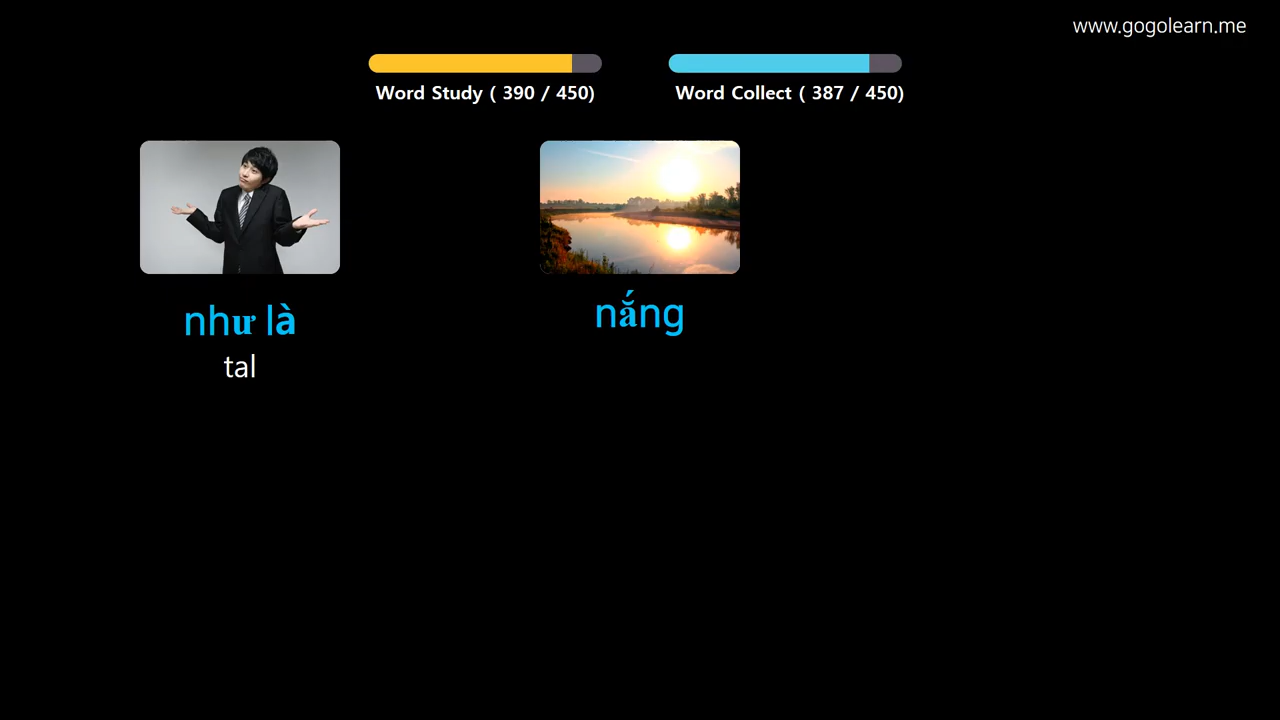 www.gogolearn.me
Word Study ( 390 / 450)
Word Collect ( 387 / 450)
như là
tal
nắng